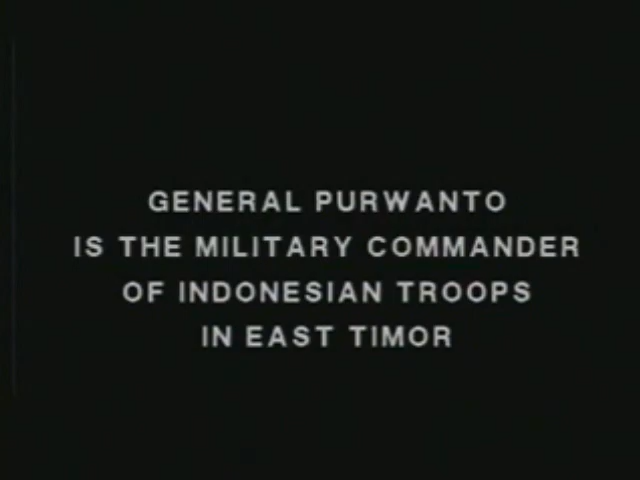 GENERAL PURWANTO
IS THE MILITARY COMMANDER
OF INDONESIAN TROOPS
IN EAST TIMOR